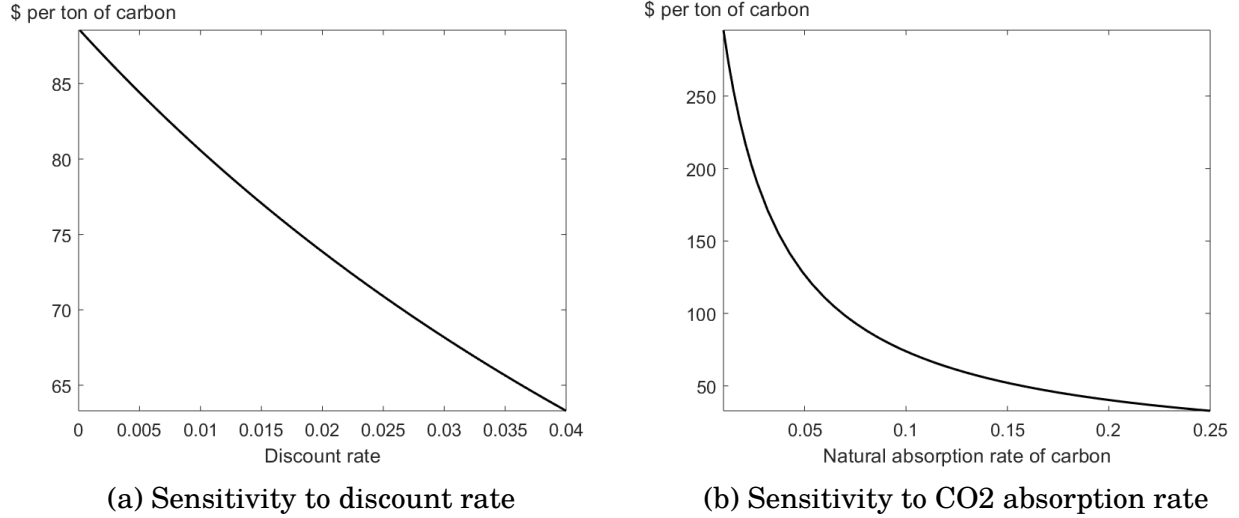 $ per ton of carbon
85
80
75
70
65
0 0.005 0.01 0.015 0.02 0.025 0.03 0.035 0.04
Discount rate
(a) Sensitivity to discount rate
$ per ton of carbon
250
200
150
100
50
0.05 0.1 0.15 0.2 0.25
Natural absorption rate of carbon
(b) Sensitivity to CO2 absorption rate